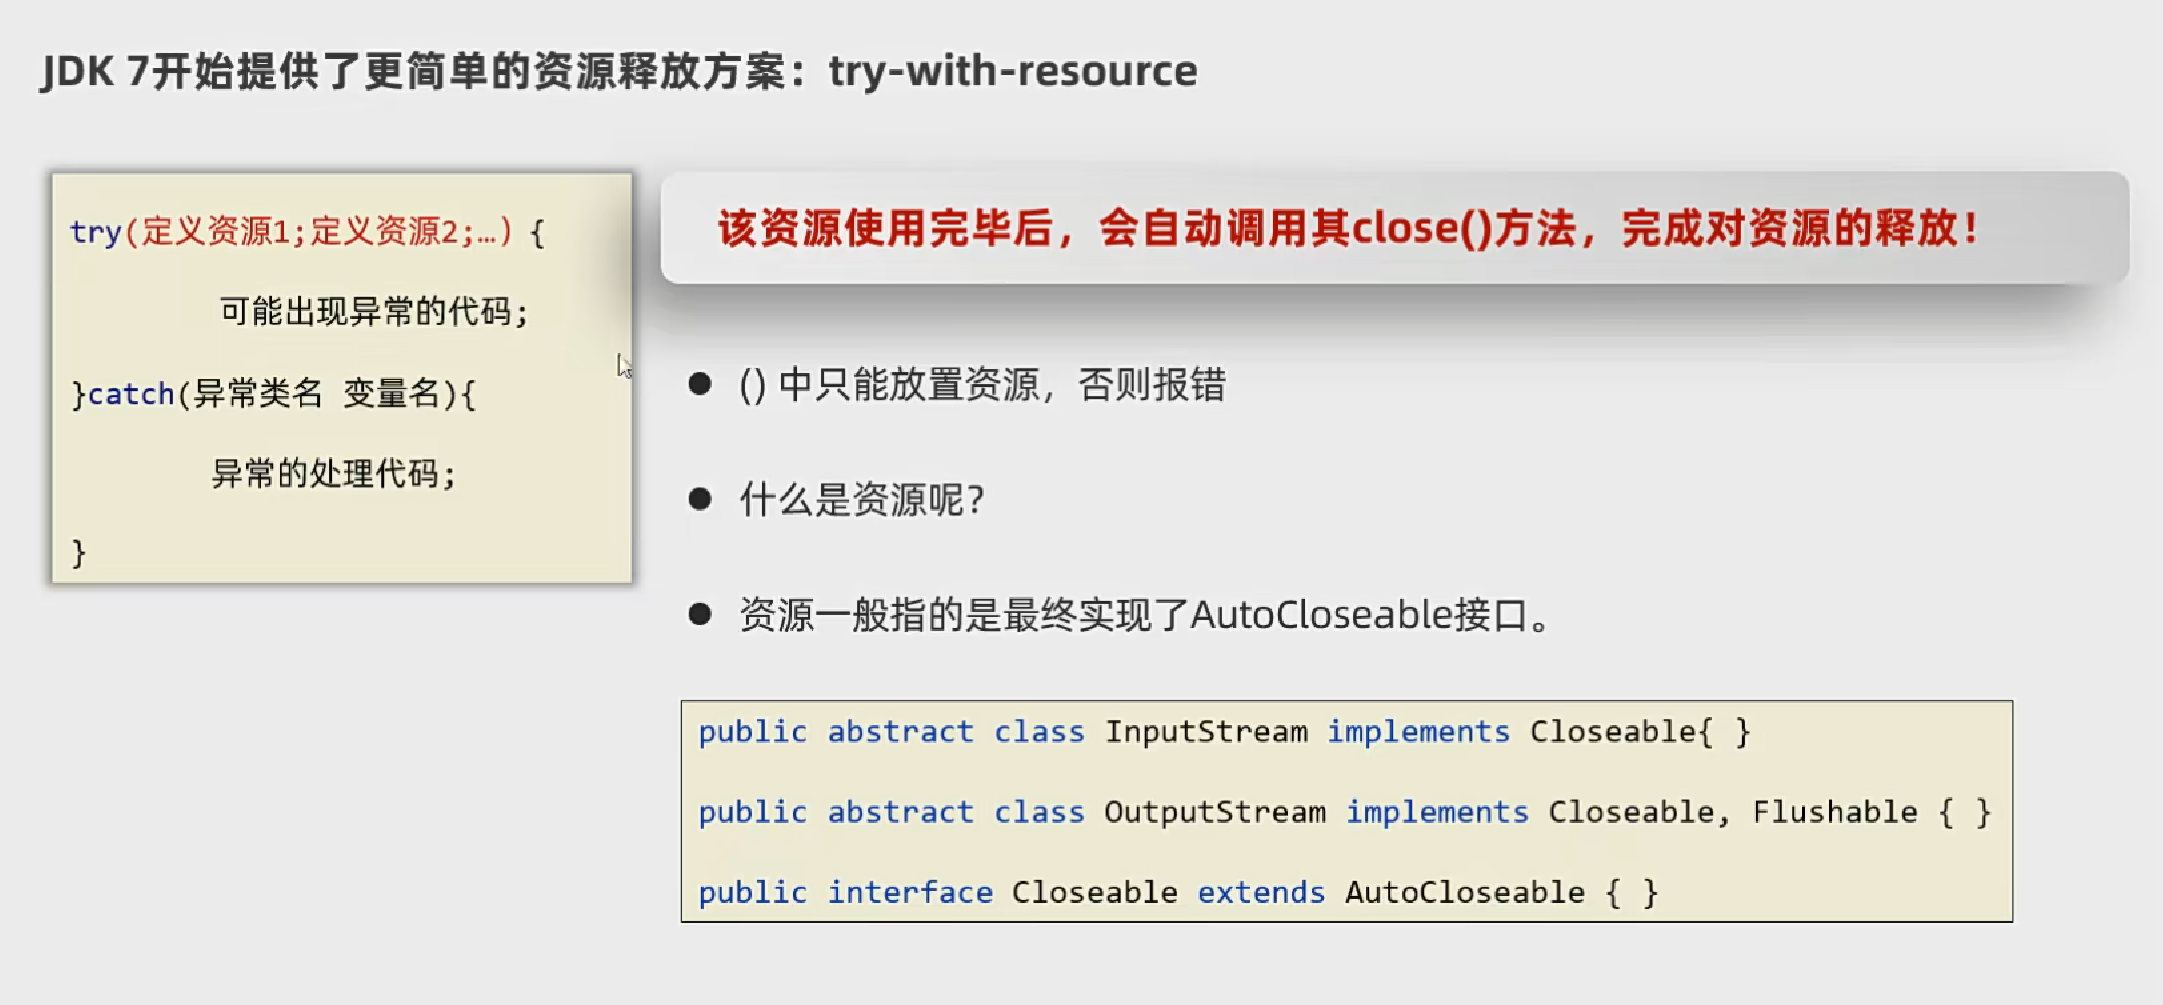 JDK 7开始提供了更简单的资源释放方案：try-with-resource
try(定义资源1;定义资源2;…) {
可能出现异常的代码;
}catch(异常类名 变量名){
异常的处理代码;
}
该资源使用完毕后，会自动调用其close()方法，完成对资源的释放！
● () 中只能放置资源，否则报错
● 什么是资源呢？
● 资源一般指的是最终实现了AutoCloseable接口。
public abstract class InputStream implements Closeable{ }
public abstract class OutputStream implements Closeable, Flushable { }
public interface Closeable extends AutoCloseable { }